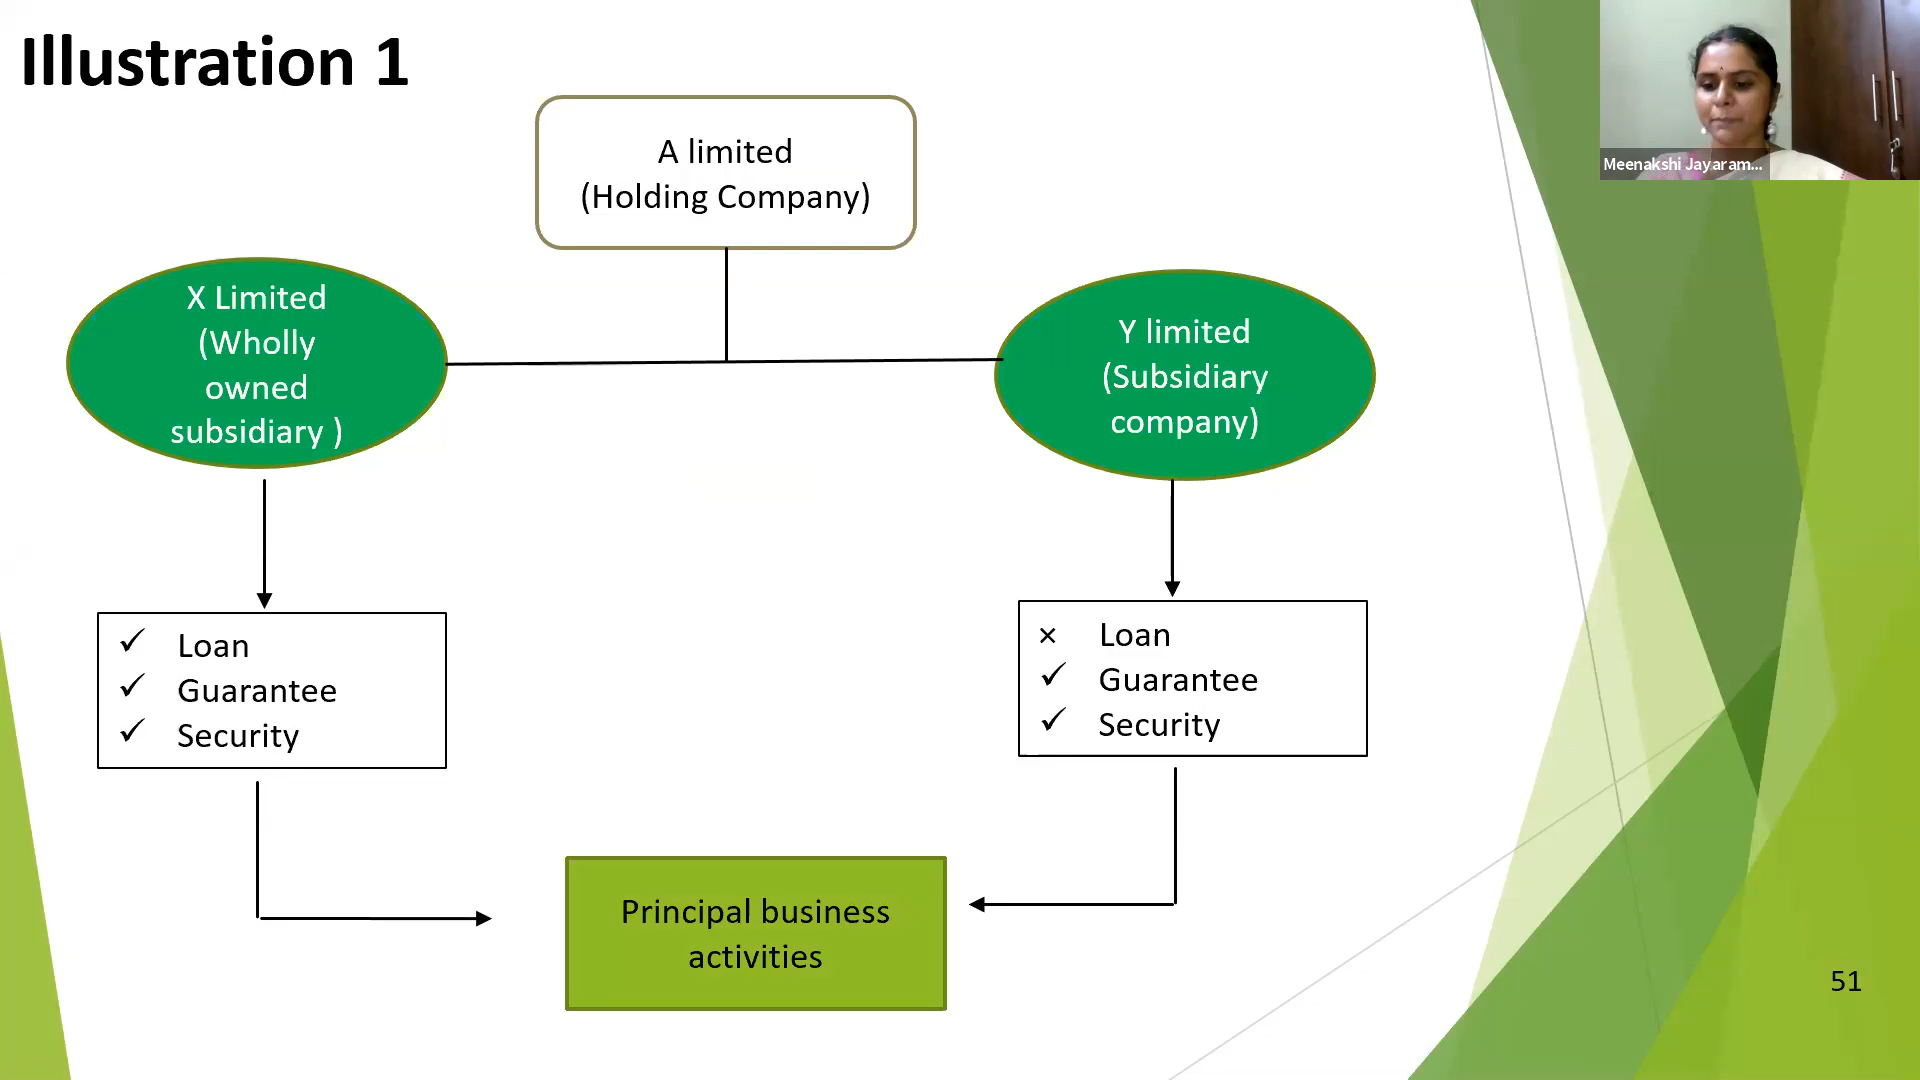 Illustration 1
Meenakshi Jayaram...
A limited
(Holding Company)
X Limited
(Wholly
owned
subsidiary )
Y limited
(Subsidiary
company)
✓ Loan
✓ Guarantee
✓ Security
× Loan
✓ Guarantee
✓ Security
Principal business
activities
51